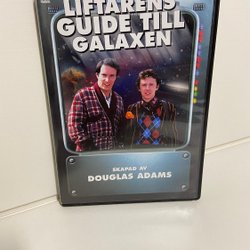 LIFTARENS
GUIDE TILL
GALAXEN
SKAPAD AV
DOUGLAS ADAMS